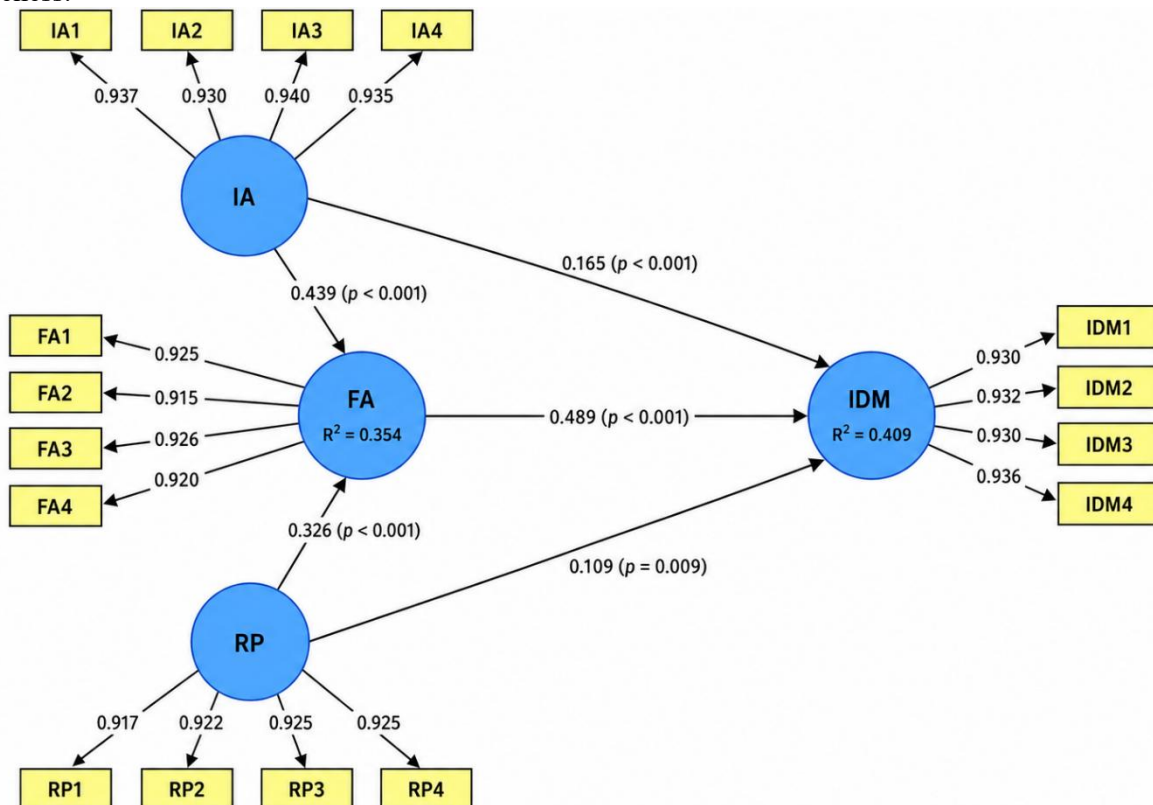 IA1
IA2
IA3
IA4
0.937
0.930
0.940
0.935
IA
0.165 (p < 0.001)
0.439 (p < 0.001)
FA1
FA2
FA3
FA4
0.925
0.915
0.926
0.920
FA
R² = 0.354
0.489 (p < 0.001)
IDM
R² = 0.409
0.930
0.932
0.930
0.936
IDM1
IDM2
IDM3
IDM4
0.326 (p < 0.001)
0.109 (p = 0.009)
RP
0.917
0.922
0.925
0.925
RP1
RP2
RP3
RP4